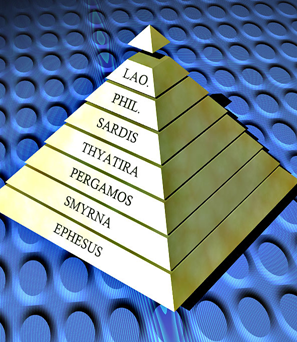 LAO.
PHIL.
SARDIS
THYATIRA
PERGAMOS
SMYRNA
EPHESUS